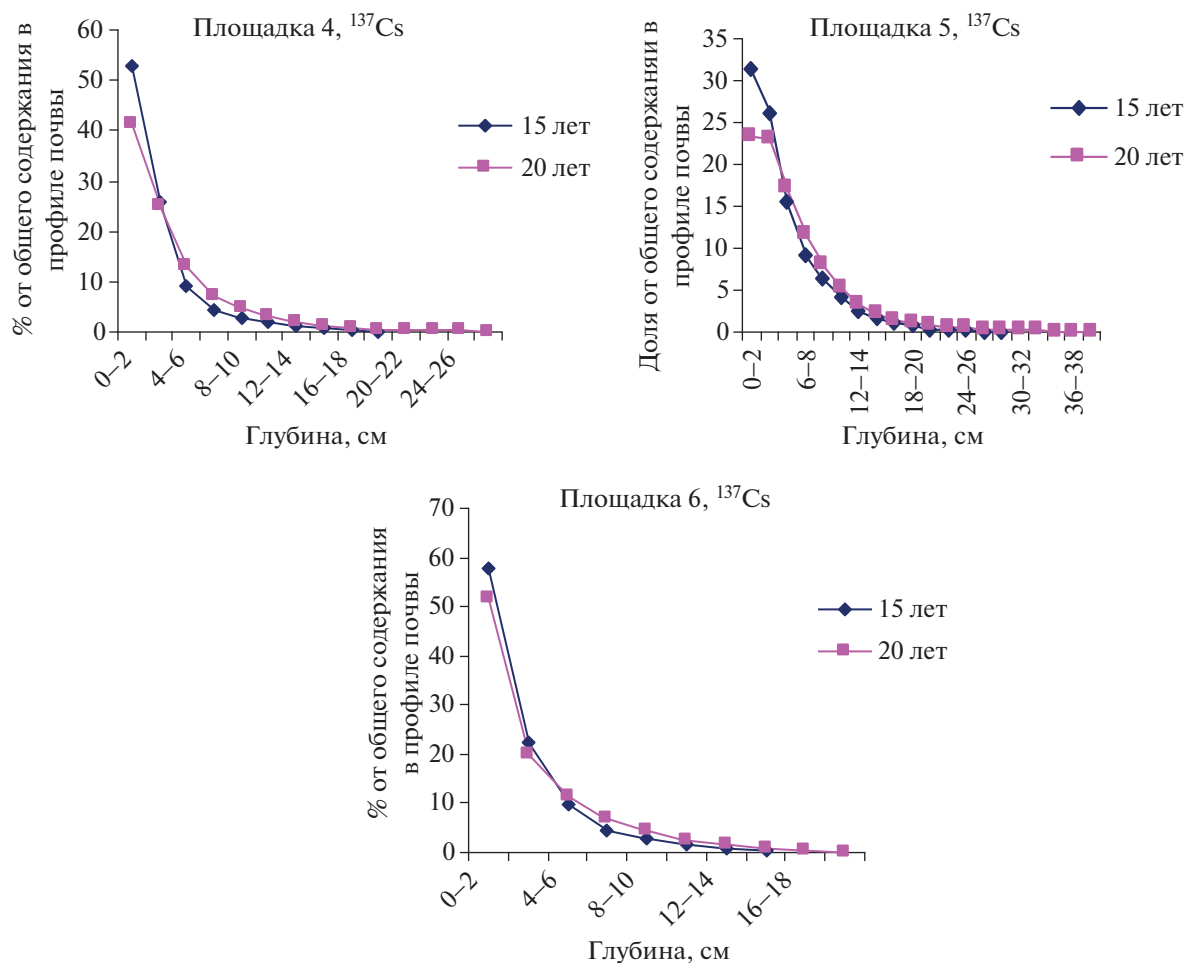 Площадка 4, ¹³⁷Cs
% от общего содержания в
профиле почвы
60
50
40
30
20
10
0
15 лет
20 лет
0–2
4–6
8–10
12–14
16–18
20–22
24–26
Глубина, см
Площадка 5, ¹³⁷Cs
Доля от общего содержаняи в
профиле почвы
35
30
25
20
15
10
5
0
15 лет
20 лет
0–2
6–8
12–14
18–20
24–26
30–32
36–38
Глубина, см
Площадка 6, ¹³⁷Cs
% от общего содержания
в профиле почвы
70
60
50
40
30
20
10
0
15 лет
20 лет
0–2
4–6
8–10
12–14
16–18
Глубина, см